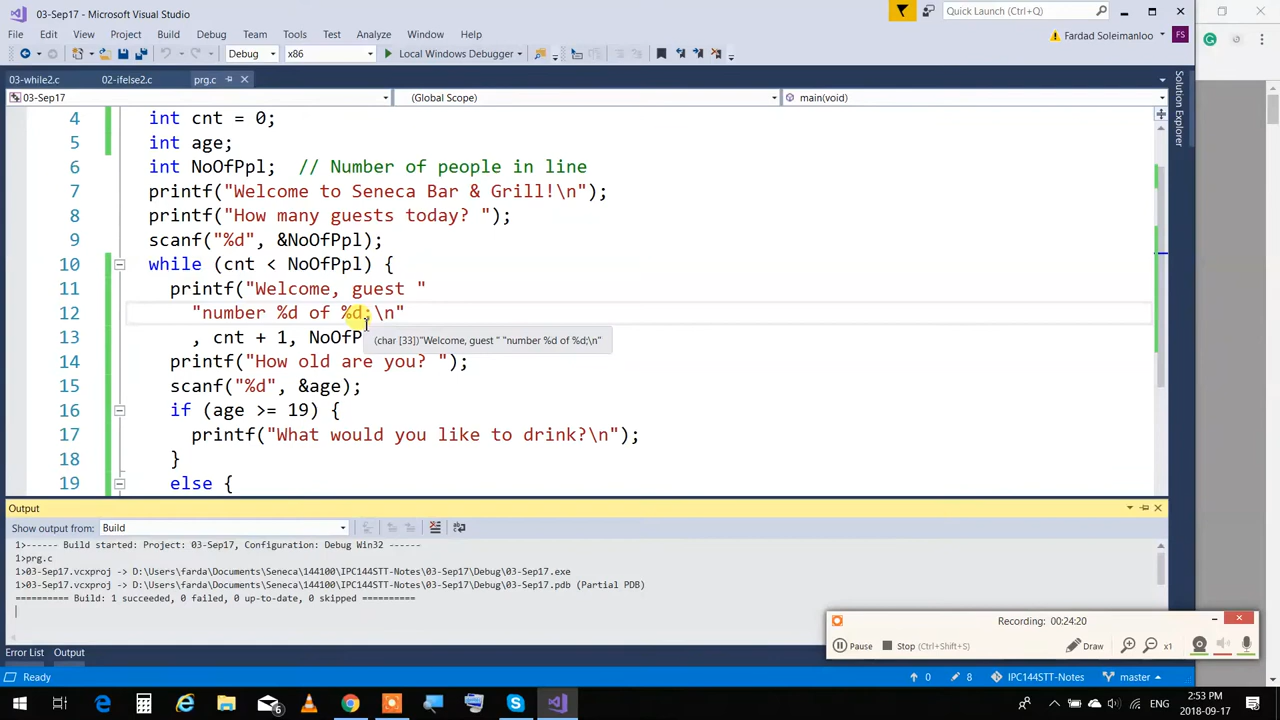 03-Sep17 - Microsoft Visual Studio
Quick Launch (Ctrl+Q)
File Edit View Project Build Debug Team Tools Test Analyze Window Help
Fardad Soleimanloo FS
Debug x86 Local Windows Debugger
03-while2.c 02-ifelse2.c prg.c
03-Sep17 (Global Scope) main(void)
Solution Explorer
4 int cnt = 0;
5 int age;
6 int NoOfPpl; // Number of people in line
7 printf("Welcome to Seneca Bar & Grill!\n");
8 printf("How many guests today? ");
9 scanf("%d", &NoOfPpl);
10 while (cnt < NoOfPpl) {
11 printf("Welcome, guest "
12 "number %d of %d;\n"
13 , cnt + 1, NoOfP
(char [33])"Welcome, guest " "number %d of %d;\n"
14 printf("How old are you? ");
15 scanf("%d", &age);
16 if (age >= 19) {
17 printf("What would you like to drink?\n");
18 }
19 else {
Output
Show output from: Build
1>------ Build started: Project: 03-Sep17, Configuration: Debug Win32 ------
1>prg.c
1>03-Sep17.vcxproj -> D:\Users\farda\Documents\Seneca\144100\IPC144STT-Notes\03-Sep17\Debug\03-Sep17.exe
1>03-Sep17.vcxproj -> D:\Users\farda\Documents\Seneca\144100\IPC144STT-Notes\03-Sep17\Debug\03-Sep17.pdb (Partial PDB)
========== Build: 1 succeeded, 0 failed, 0 up-to-date, 0 skipped ==========
Recording: 00:24:20
Pause Stop (Ctrl+Shift+S) Draw x1
Error List Output
Ready 0 8 IPC144STT-Notes master
6
ENG
2:53 PM
2018-09-17